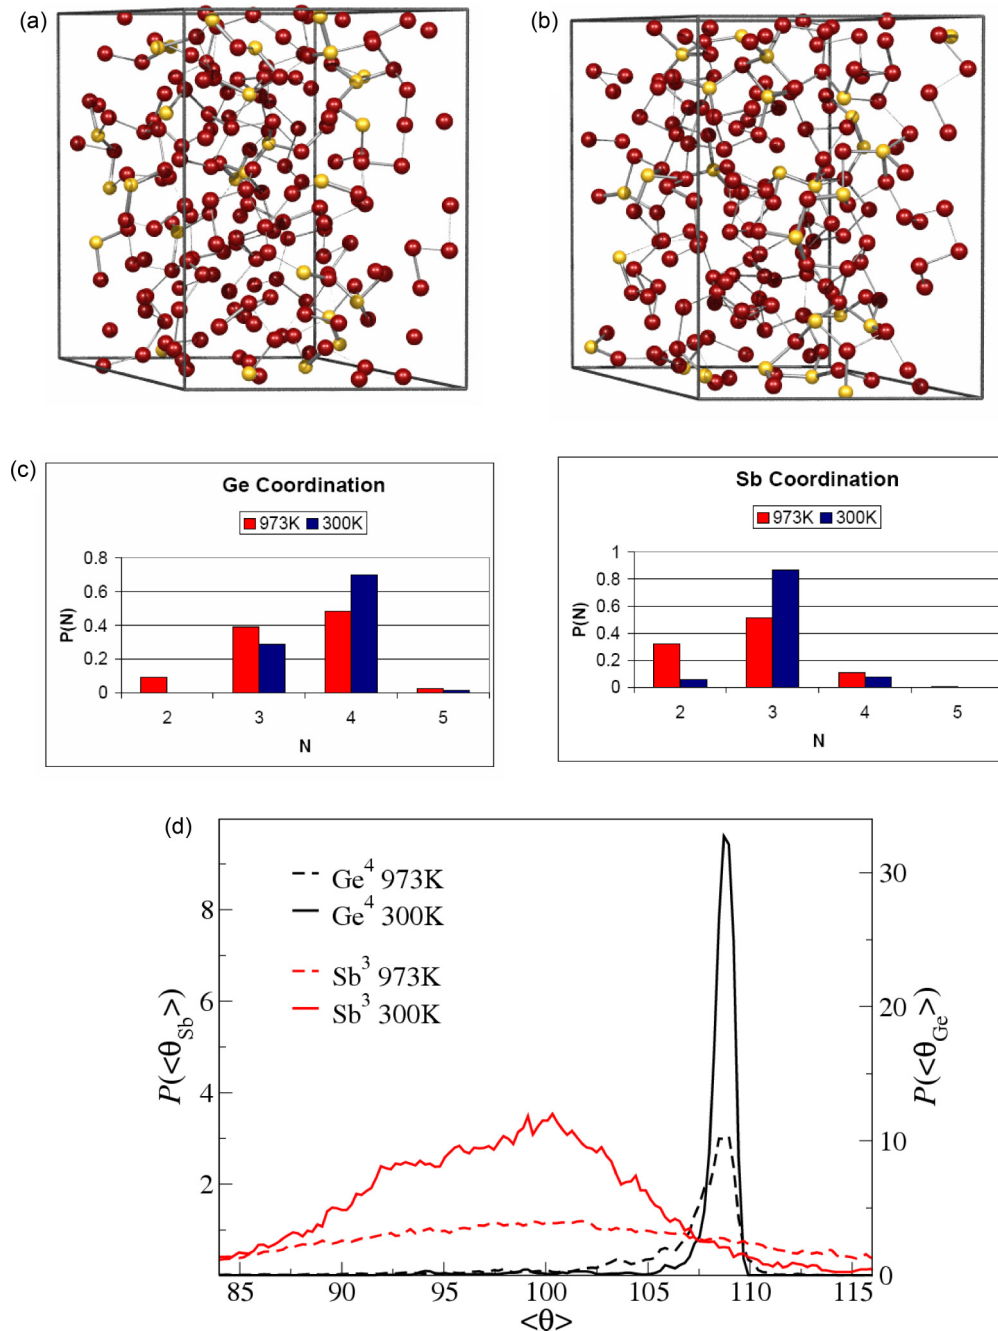 (a)
(b)
(c)
Ge Coordination
973K 300K
0.8
0.6
0.4
0.2
0
P(N)
2 3 4 5
N
Sb Coordination
973K 300K
1
0.8
0.6
0.4
0.2
0
P(N)
2 3 4 5
N
(d)
Ge⁴ 973K
Ge⁴ 300K
Sb³ 973K
Sb³ 300K
8
6
4
2
P(<θSb>)
30
20
10
0
P(<θGe>)
85 90 95 100 105 110 115
<θ>